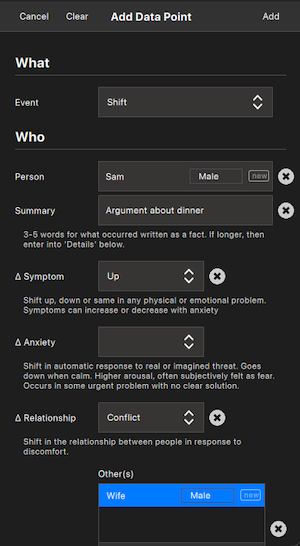 Cancel Clear Add Data Point Add
What
Event Shift
Who
Person Sam Male new
Summary Argument about dinner
3-5 words for what occurred written as a fact. If longer, then
enter into 'Details' below.
Δ Symptom Up
Shift up, down or same in any physical or emotional problem.
Symptoms can increase or decrease with anxiety
Δ Anxiety
Shift in automatic response to real or imagined threat. Goes
down when calm. Higher arousal, often subjectively felt as fear.
Occurs in some urgent problem with no clear solution.
Δ Relationship Conflict
Shift in the relationship between people in response to
discomfort.
Other(s)
Wife Male new